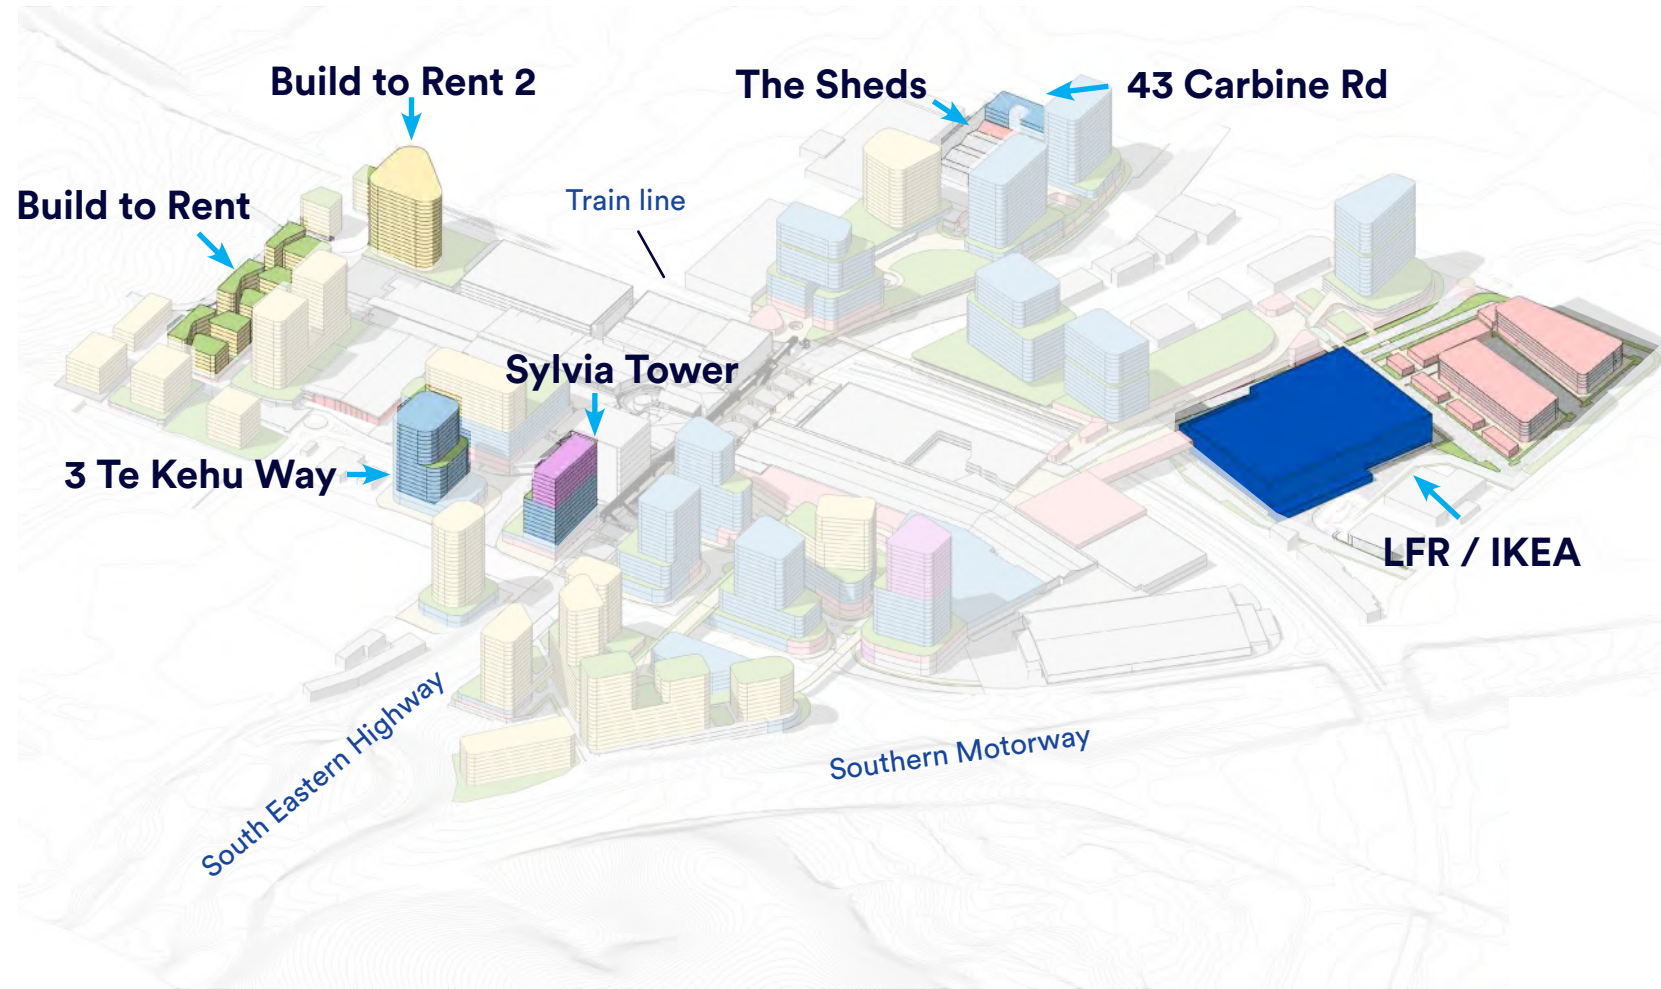 Build to Rent 2
The Sheds
43 Carbine Rd
Build to Rent
Train line
Sylvia Tower
3 Te Kehu Way
LFR / IKEA
South Eastern Highway
Southern Motorway